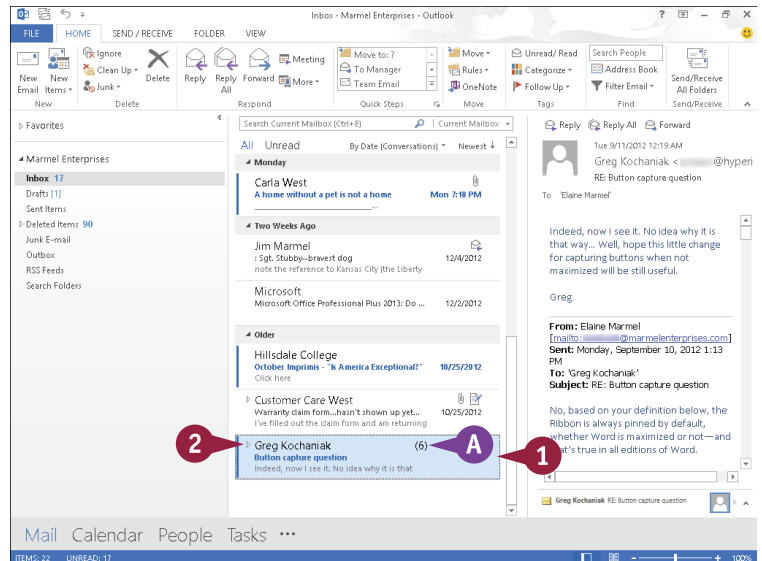 Inbox - Marmel Enterprises - Outlook
FILE HOME SEND / RECEIVE FOLDER VIEW
New Email
New Items
New
Ignore
Clean Up
Junk
Delete
Delete
Reply
Reply All
Forward
Meeting
More
Respond
Move to: ?
To Manager
Team Email
Quick Steps
Move
Rules
OneNote
Move
Unread/ Read
Categorize
Follow Up
Tags
Search People
Address Book
Filter Email
Find
Send/Receive All Folders
Send/Receive
Favorites
Marmel Enterprises
Inbox 17
Drafts [1]
Sent Items
Deleted Items 90
Junk E-mail
Outbox
RSS Feeds
Search Folders
Search Current Mailbox (Ctrl+E) Current Mailbox
All Unread By Date (Conversations) Newest ↓
Monday
Carla West
A home without a pet is not a home Mon 7:18 PM
Two Weeks Ago
Jim Marmel
: Sgt. Stubby--bravest dog 12/4/2012
note the reference to Kansas City (the Liberty
Microsoft
Microsoft Office Professional Plus 2013: Do ... 12/2/2012
Older
Hillsdale College
October Imprimis - "Is America Exceptional?" 10/25/2012
Click here
Customer Care West
Warranty claim form...hasn't shown up yet... 10/25/2012
I've filled out the claim form and am returning
2 Greg Kochaniak (6) A 1
Button capture question
Indeed, now I see it. No idea why it is that
Reply Reply All Forward
Tue 9/11/2012 12:19 AM
Greg Kochaniak < @hyperi
RE: Button capture question
To 'Elaine Marmel'
Indeed, now I see it. No idea why it is
that way... Well, hope this little change
for capturing buttons when not
maximized will be still useful.
Greg
From: Elaine Marmel
[mailto: @marmelenterprises.com]
Sent: Monday, September 10, 2012 1:13
PM
To: 'Greg Kochaniak'
Subject: RE: Button capture question
No, based on your definition below, the
Ribbon is always pinned by default,
whether Word is maximized or not—and
that's true in all editions of Word.
Greg Kochaniak RE: Button capture question
Mail Calendar People Tasks •••
ITEMS: 22 UNREAD: 17 100%